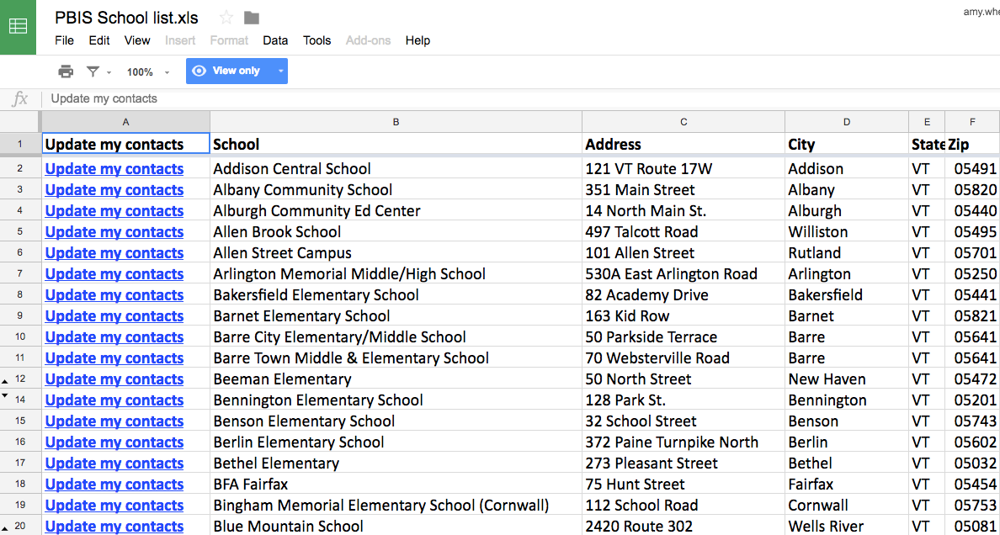 PBIS School list.xls
amy.whe
File Edit View Insert Format Data Tools Add-ons Help
100% View only
fx Update my contacts
A B C D E F
1 Update my contacts School Address City State Zip
2 Update my contacts Addison Central School 121 VT Route 17W Addison VT 05491
3 Update my contacts Albany Community School 351 Main Street Albany VT 05820
4 Update my contacts Alburgh Community Ed Center 14 North Main St. Alburgh VT 05440
5 Update my contacts Allen Brook School 497 Talcott Road Williston VT 05495
6 Update my contacts Allen Street Campus 101 Allen Street Rutland VT 05701
7 Update my contacts Arlington Memorial Middle/High School 530A East Arlington Road Arlington VT 05250
8 Update my contacts Bakersfield Elementary School 82 Academy Drive Bakersfield VT 05441
9 Update my contacts Barnet Elementary School 163 Kid Row Barnet VT 05821
10 Update my contacts Barre City Elementary/Middle School 50 Parkside Terrace Barre VT 05641
11 Update my contacts Barre Town Middle & Elementary School 70 Websterville Road Barre VT 05641
12 Update my contacts Beeman Elementary 50 North Street New Haven VT 05472
14 Update my contacts Bennington Elementary School 128 Park St. Bennington VT 05201
15 Update my contacts Benson Elementary School 32 School Street Benson VT 05743
16 Update my contacts Berlin Elementary School 372 Paine Turnpike North Berlin VT 05602
17 Update my contacts Bethel Elementary 273 Pleasant Street Bethel VT 05032
18 Update my contacts BFA Fairfax 75 Hunt Street Fairfax VT 05454
19 Update my contacts Bingham Memorial Elementary School (Cornwall) 112 School Road Cornwall VT 05753
20 Update my contacts Blue Mountain School 2420 Route 302 Wells River VT 05081